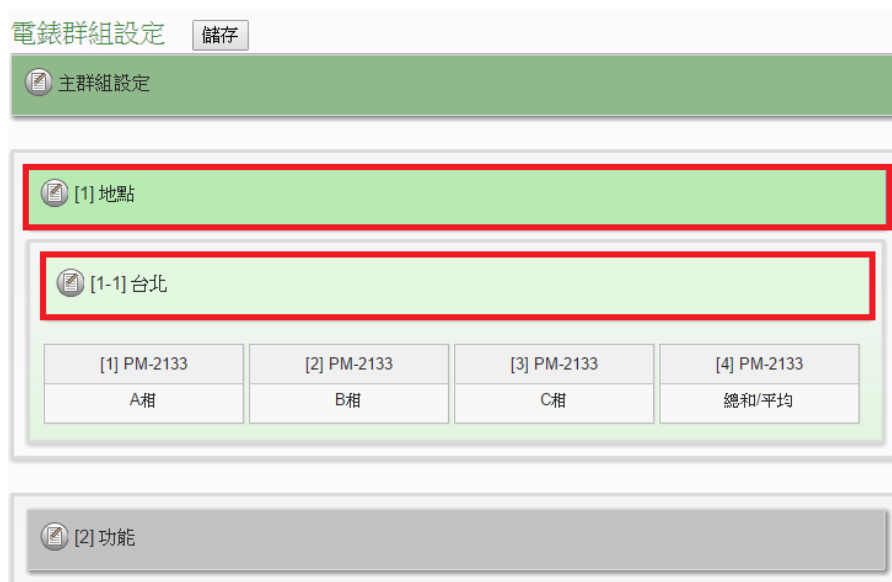 電錶群組設定 儲存
主群組設定
[1] 地點
[1-1] 台北
[1] PM-2133 [2] PM-2133 [3] PM-2133 [4] PM-2133
A相 B相 C相 總和/平均
[2] 功能